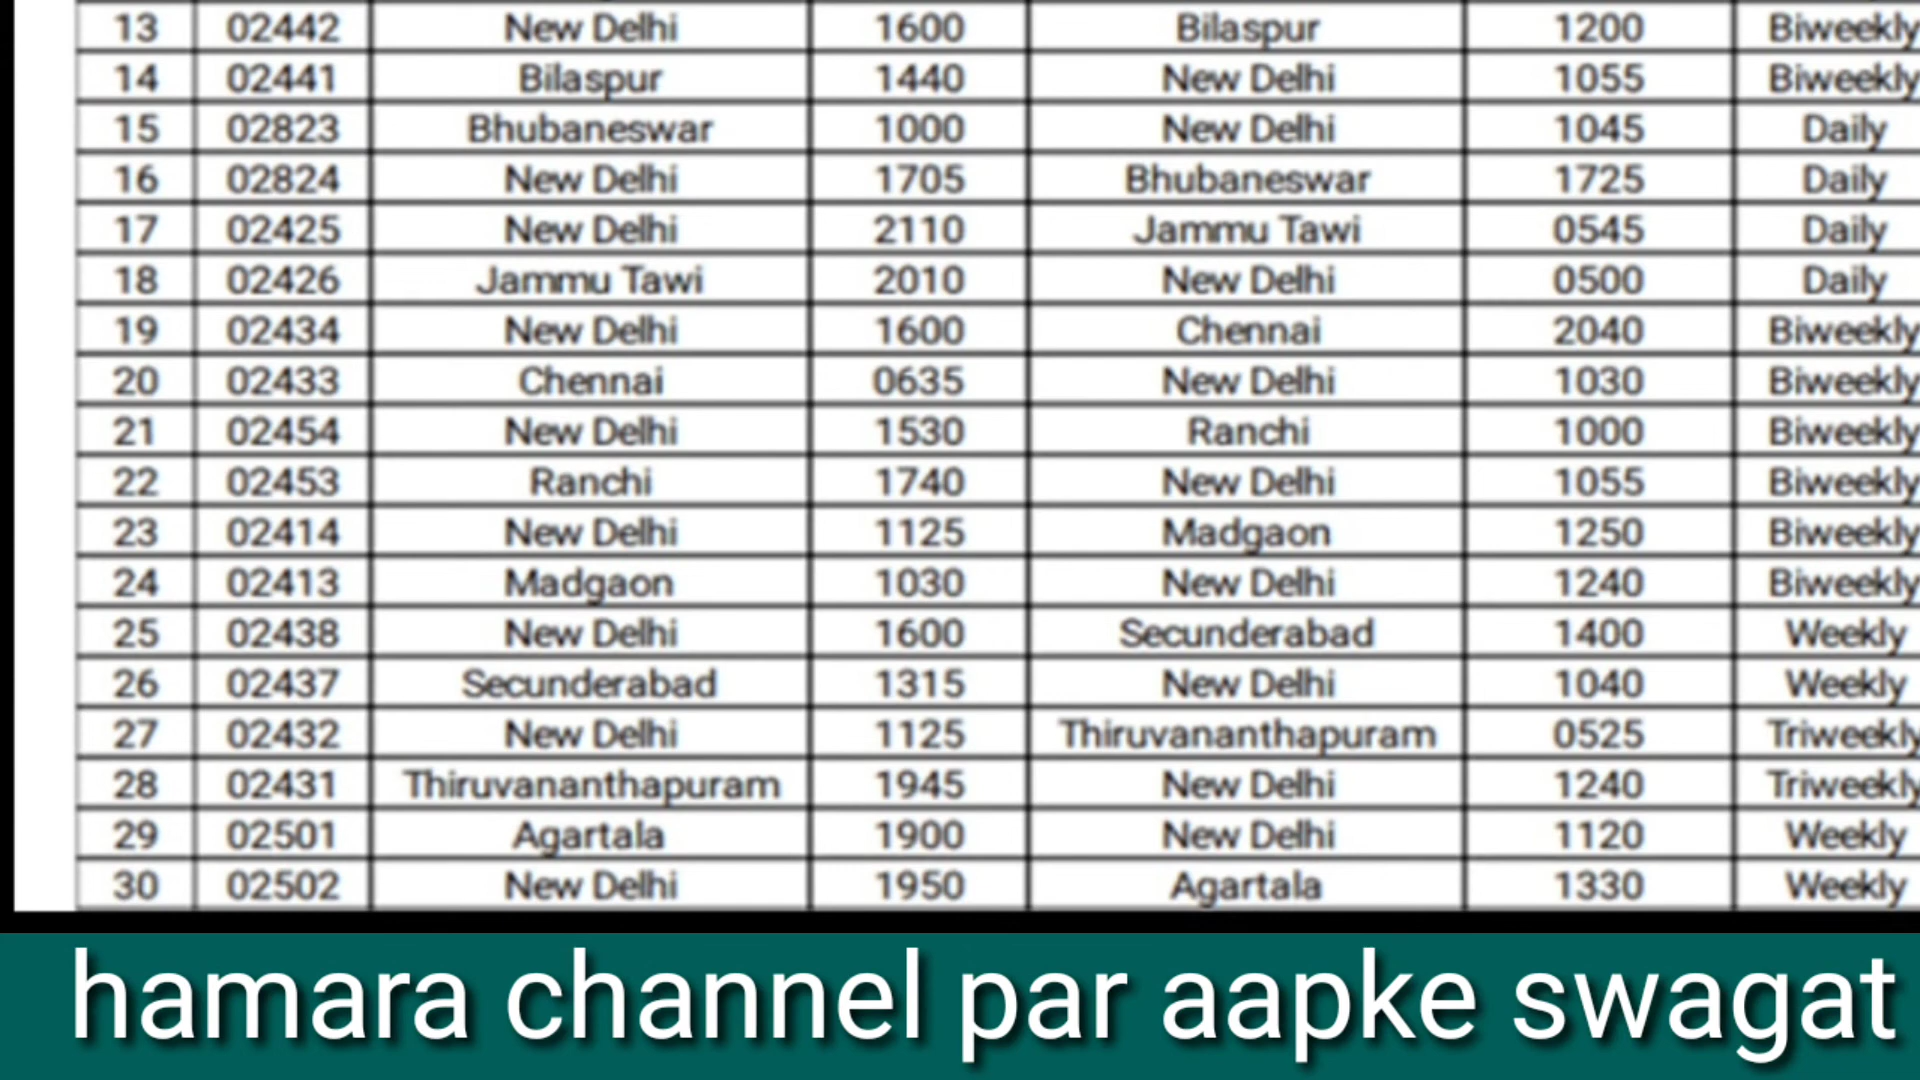 13 02442 New Delhi 1600 Bilaspur 1200 Biweekly
14 02441 Bilaspur 1440 New Delhi 1055 Biweekly
15 02823 Bhubaneswar 1000 New Delhi 1045 Daily
16 02824 New Delhi 1705 Bhubaneswar 1725 Daily
17 02425 New Delhi 2110 Jammu Tawi 0545 Daily
18 02426 Jammu Tawi 2010 New Delhi 0500 Daily
19 02434 New Delhi 1600 Chennai 2040 Biweekly
20 02433 Chennai 0635 New Delhi 1030 Biweekly
21 02454 New Delhi 1530 Ranchi 1000 Biweekly
22 02453 Ranchi 1740 New Delhi 1055 Biweekly
23 02414 New Delhi 1125 Madgaon 1250 Biweekly
24 02413 Madgaon 1030 New Delhi 1240 Biweekly
25 02438 New Delhi 1600 Secunderabad 1400 Weekly
26 02437 Secunderabad 1315 New Delhi 1040 Weekly
27 02432 New Delhi 1125 Thiruvananthapuram 0525 Triweekly
28 02431 Thiruvananthapuram 1945 New Delhi 1240 Triweekly
29 02501 Agartala 1900 New Delhi 1120 Weekly
30 02502 New Delhi 1950 Agartala 1330 Weekly
hamara channel par aapke swagat